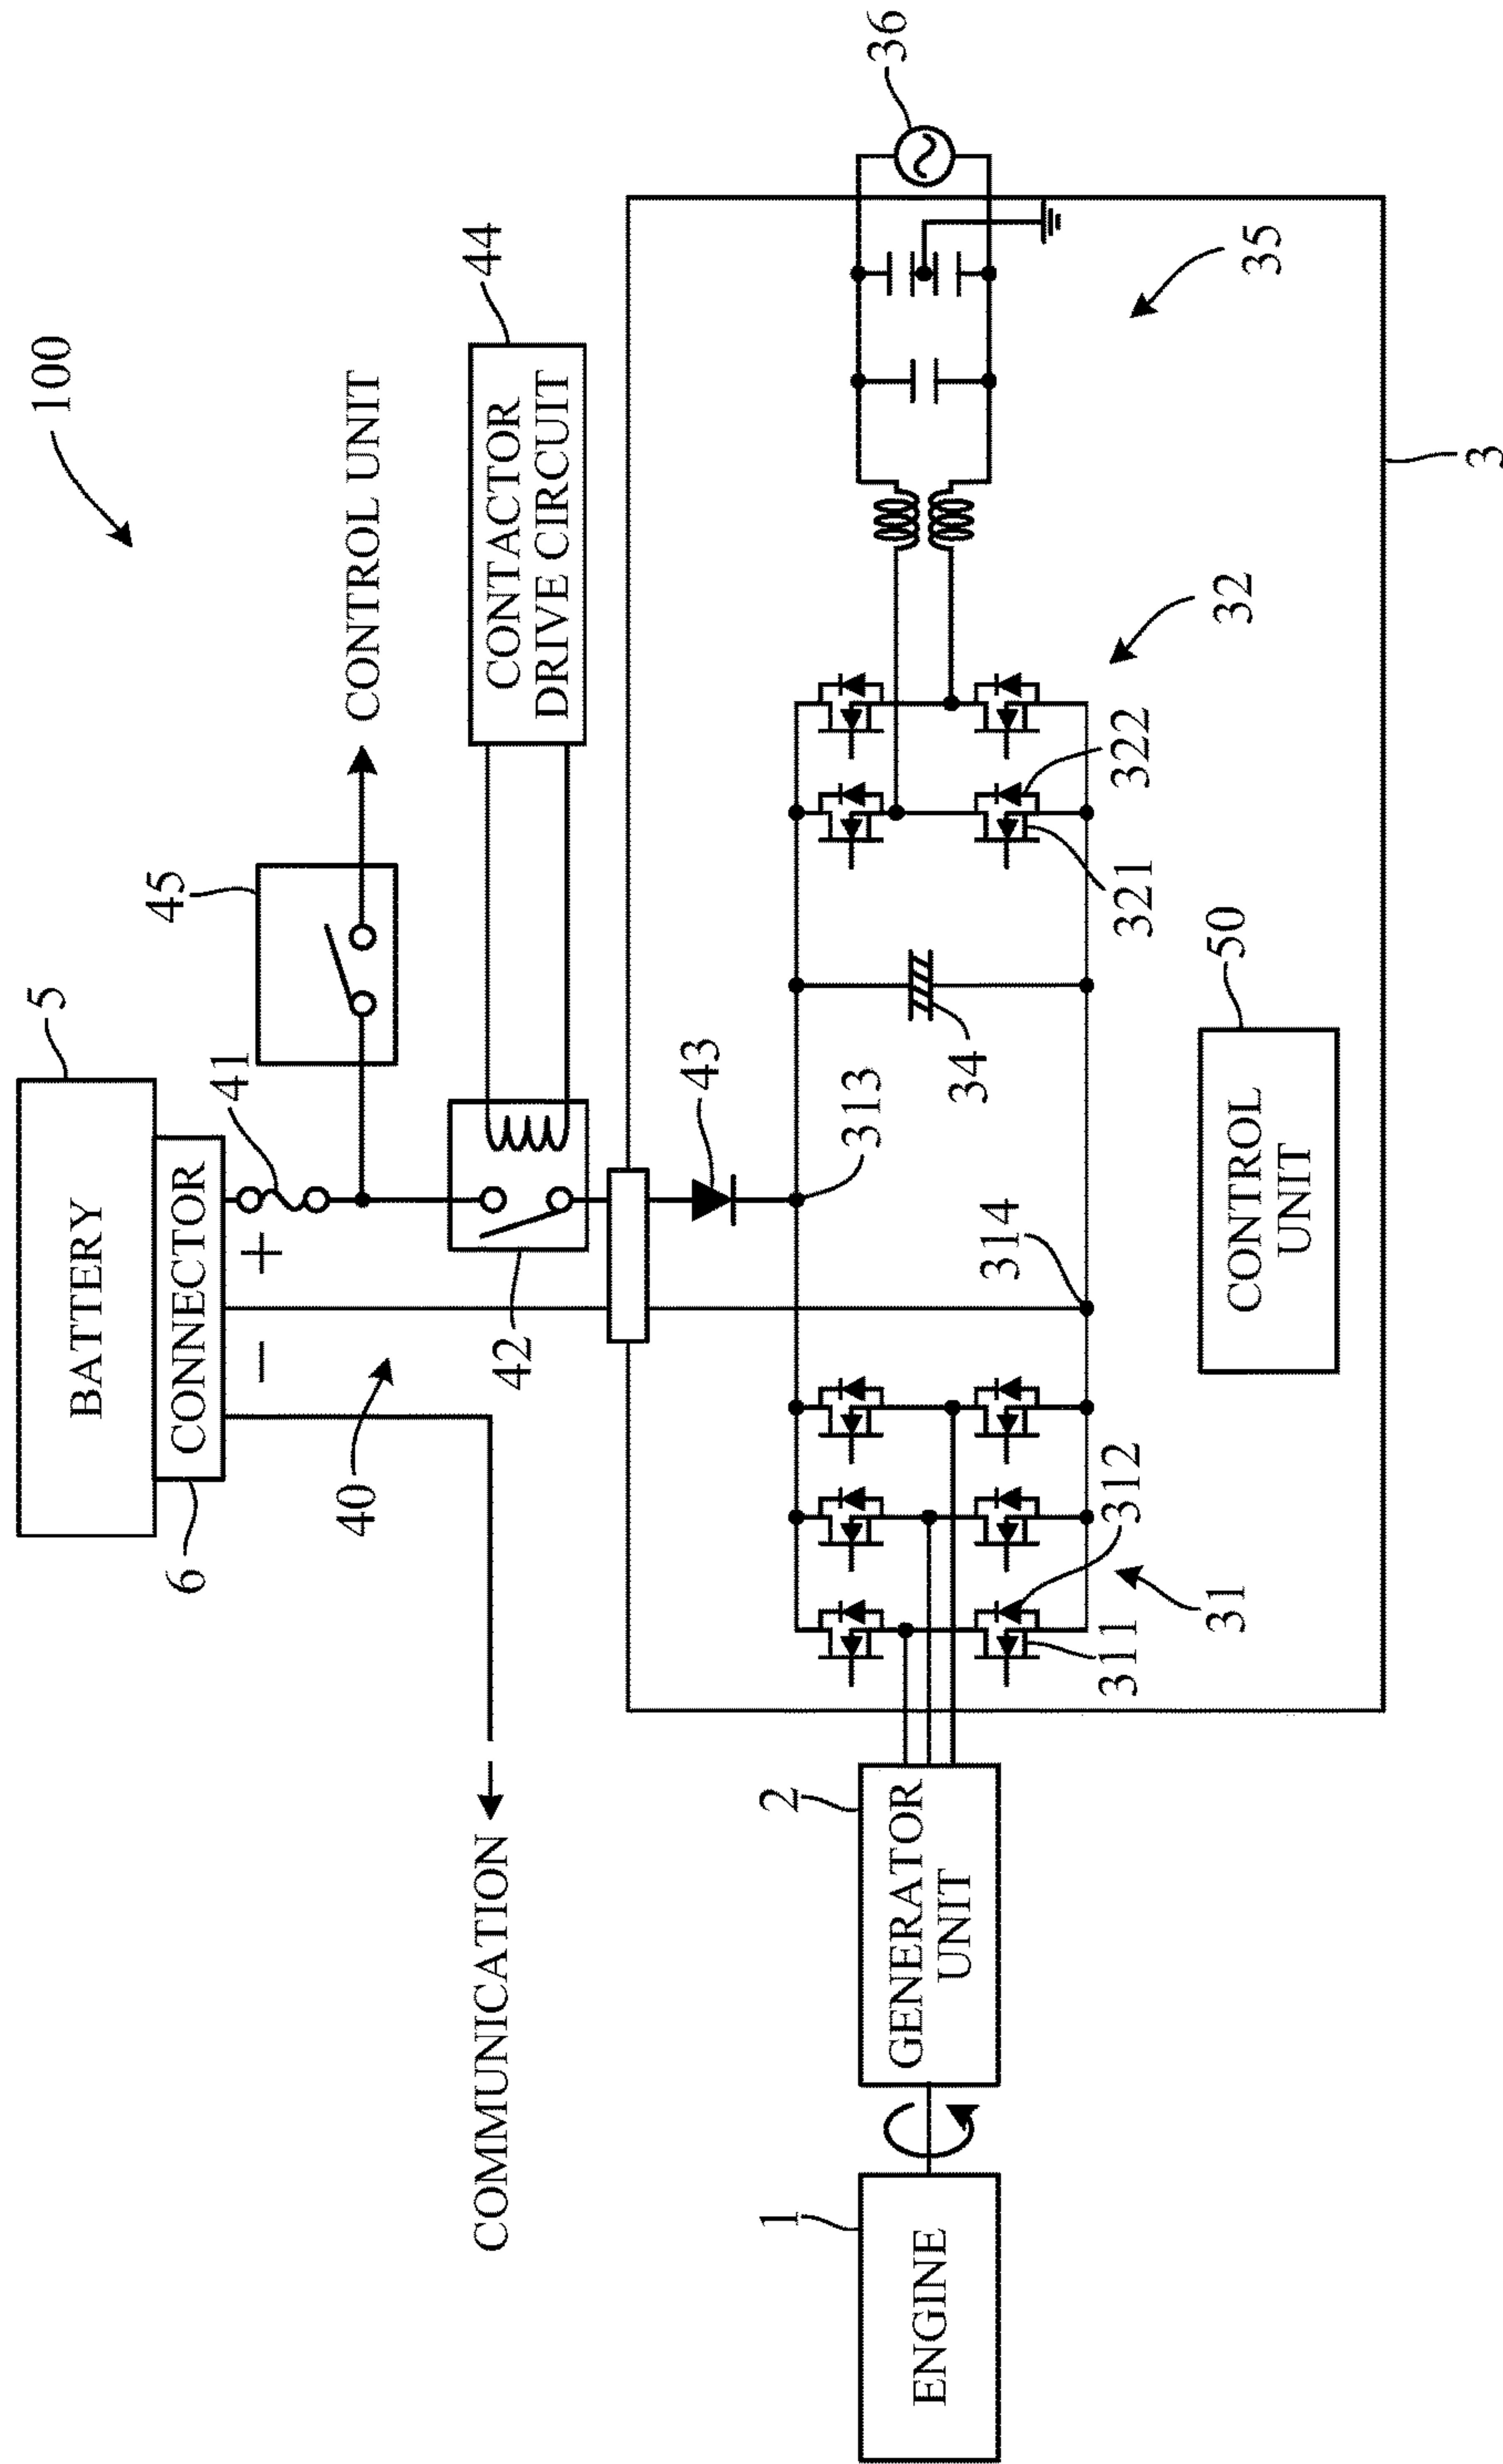 100
BATTERY
5
CONNECTOR
6
+
−
41
45
CONTROL UNIT
40
42
CONTACTOR
DRIVE CIRCUIT
44
COMMUNICATION
43
313
314
34
36
ENGINE
1
GENERATOR
UNIT
2
311
312
31
321
322
32
35
CONTROL
UNIT
50
3